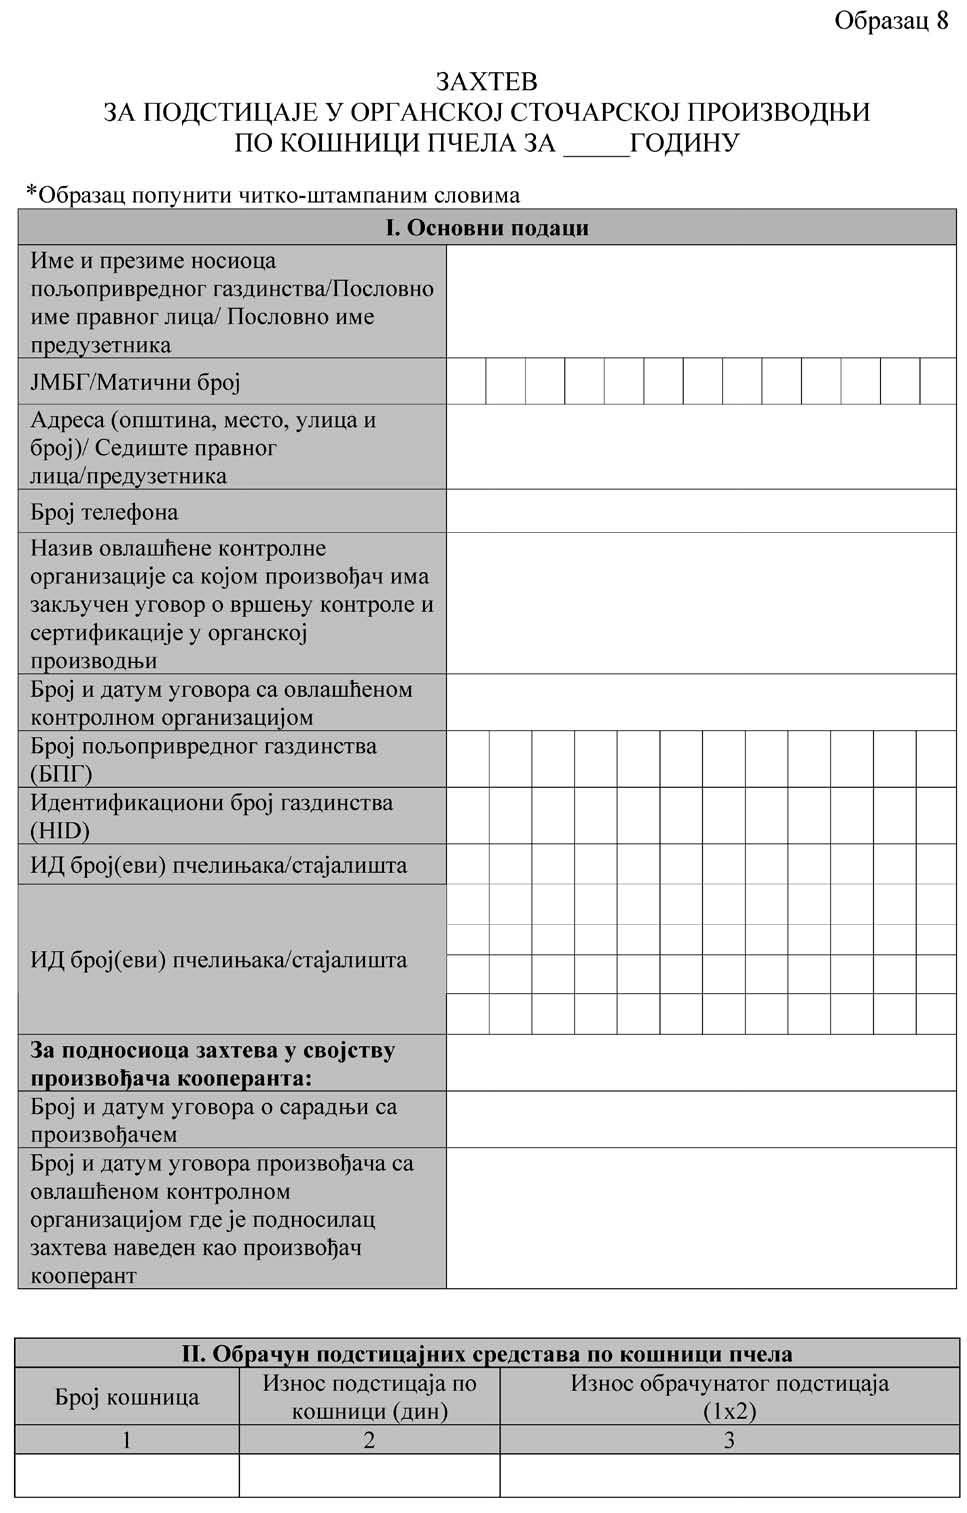 Образац 8
ЗАХТЕВ
ЗА ПОДСТИЦАЈЕ У ОРГАНСКОЈ СТОЧАРСКОЈ ПРОИЗВОДЊИ
ПО КОШНИЦИ ПЧЕЛА ЗА _____ГОДИНУ
*Образац попунити читко-штампаним словима
I. Основни подаци
Име и презиме носиоца
пољопривредног газдинства/Пословно
име правног лица/ Пословно име
предузетника
ЈМБГ/Матични број
Адреса (општина, место, улица и
број)/ Седиште правног
лица/предузетника
Број телефона
Назив овлашћене контролне
организације са којом произвођач има
закључен уговор о вршењу контроле и
сертификације у органској
производњи
Број и датум уговора са овлашћеном
контролном организацијом
Број пољопривредног газдинства
(БПГ)
Идентификациони број газдинства
(HID)
ИД број(еви) пчелињака/стајалишта
ИД број(еви) пчелињака/стајалишта
За подносиоца захтева у својству
произвођача кооперанта:
Број и датум уговора о сарадњи са
произвођачем
Број и датум уговора произвођача са
овлашћеном контролном
организацијом где је подносилац
захтева наведен као произвођач
кооперант
II. Обрачун подстицајних средстава по кошници пчела
Број кошница
Износ подстицаја по
кошници (дин)
Износ обрачунатог подстицаја
(1x2)
1
2
3